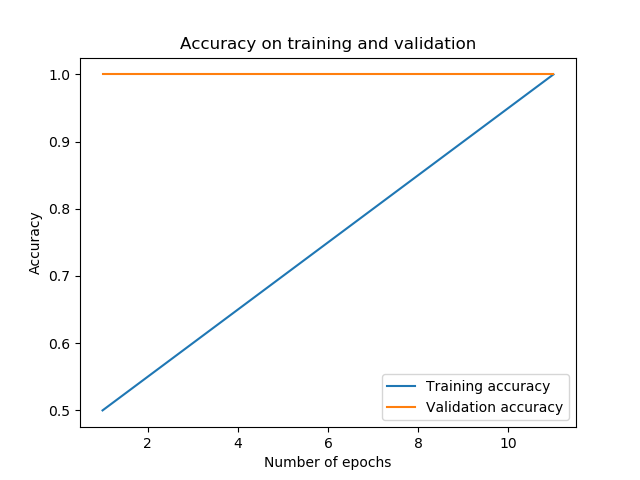 Accuracy on training and validation
1.0
0.9
0.8
0.7
0.6
0.5
Accuracy
2 4 6 8 10
Number of epochs
Training accuracy
Validation accuracy